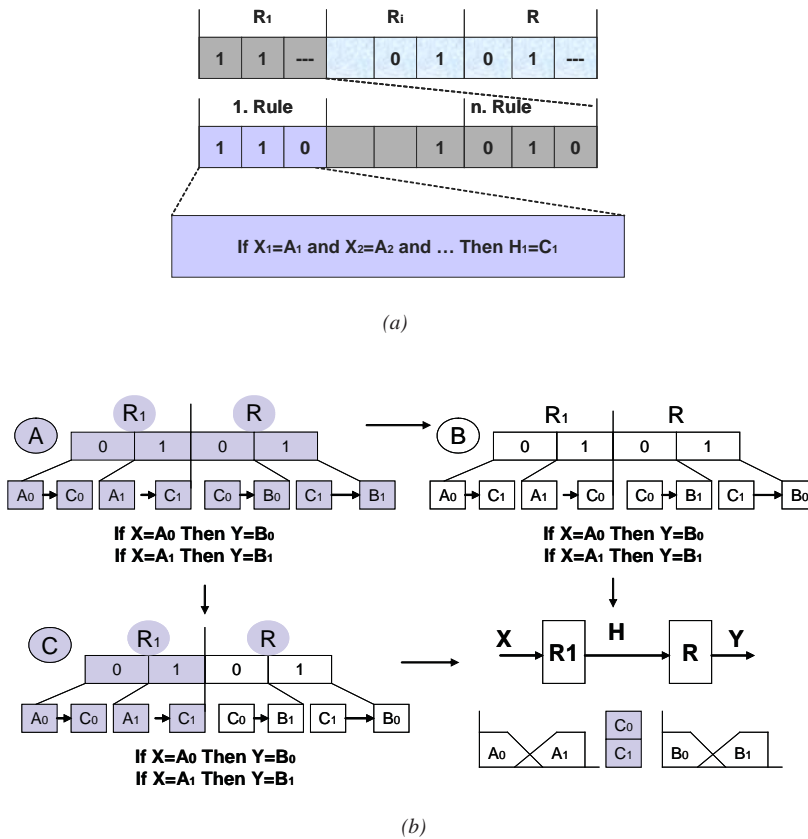 R₁ Rᵢ R
1 1 --- 0 1 0 1 ---
1. Rule n. Rule
1 1 0 1 0 1 0
If X₁=A₁ and X₂=A₂ and … Then H₁=C₁
(a)
A R₁ R
0 1 0 1
A₀ C₀ A₁ C₁ C₀ B₀ C₁ B₁
If X=A₀ Then Y=B₀
If X=A₁ Then Y=B₁
B R₁ R
0 1 0 1
A₀ C₁ A₁ C₀ C₀ B₁ C₁ B₀
If X=A₀ Then Y=B₀
If X=A₁ Then Y=B₁
C R₁ R
0 1 0 1
A₀ C₀ A₁ C₁ C₀ B₁ C₁ B₀
If X=A₀ Then Y=B₀
If X=A₁ Then Y=B₁
X H Y
R1 R
A₀ A₁ C₀ B₀ B₁
C₁
(b)